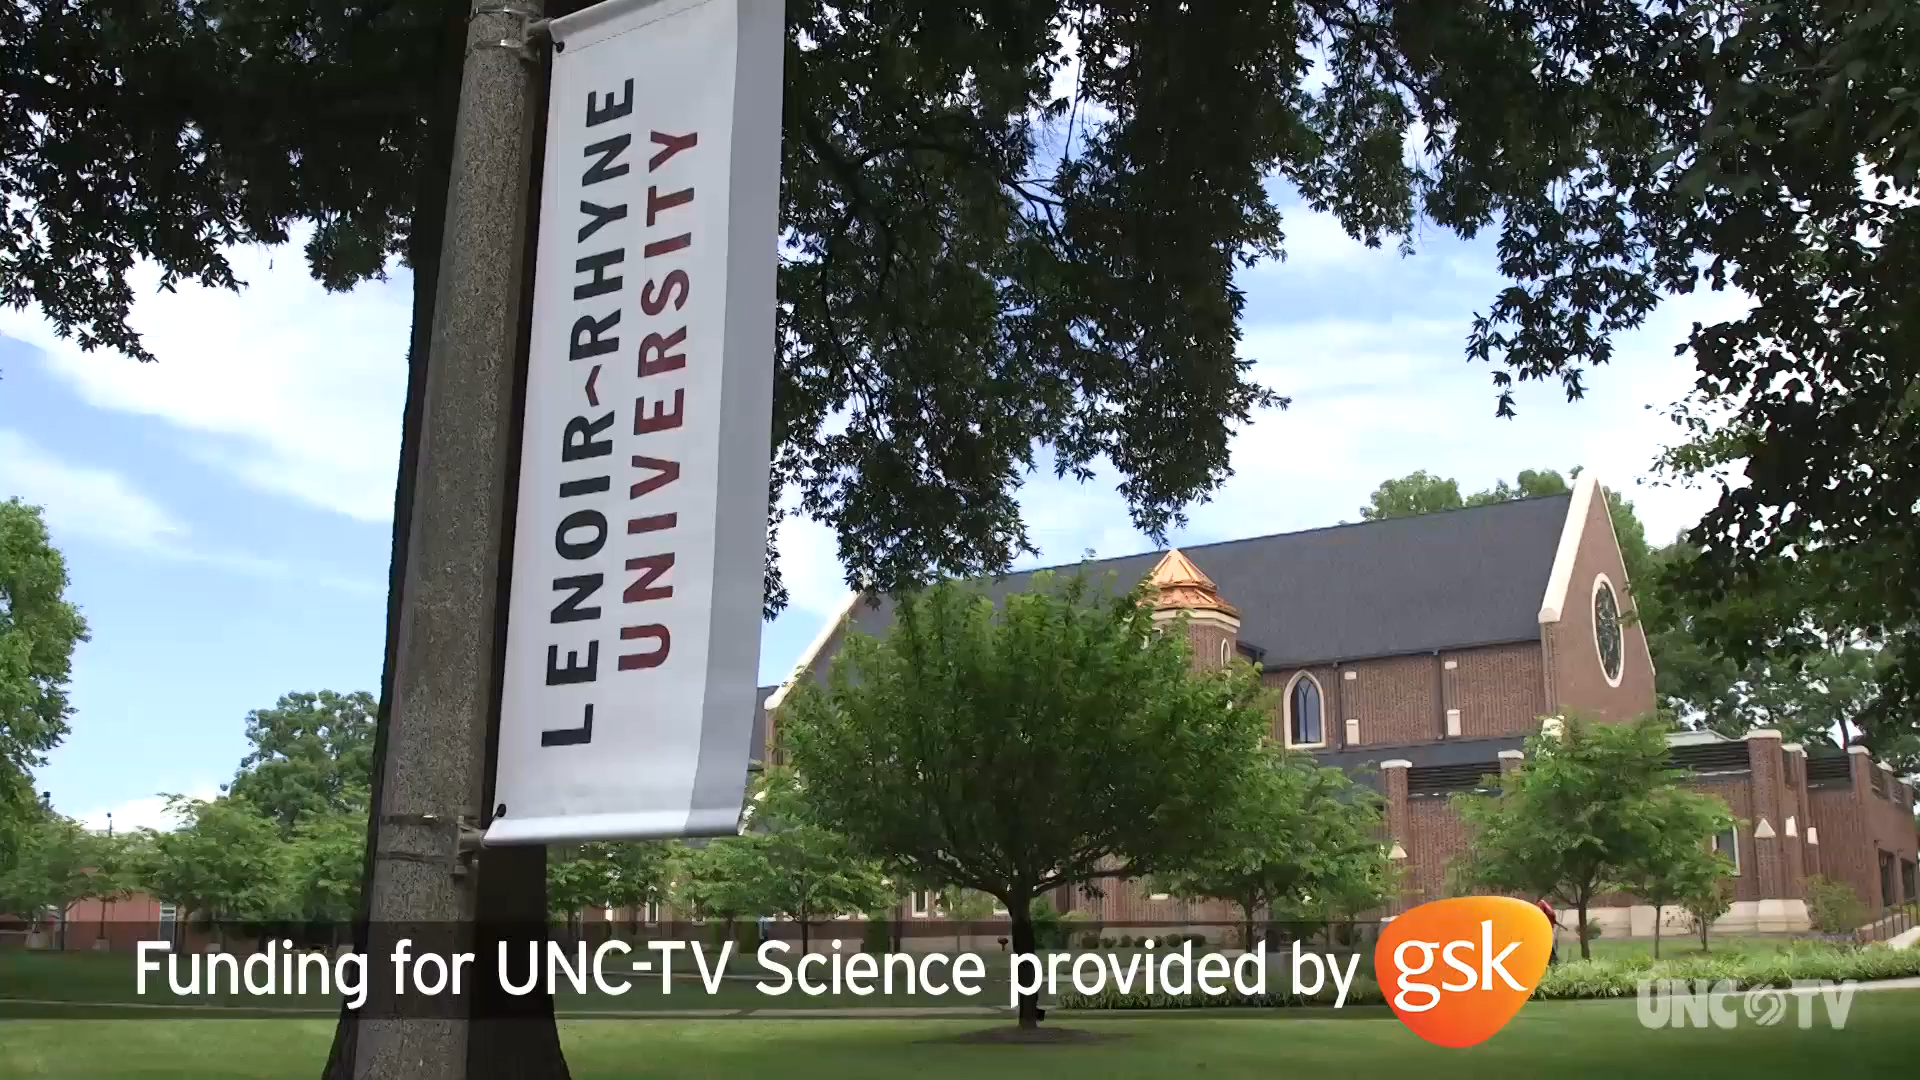 LENOIR-RHYNE
UNIVERSITY
Funding for UNC-TV Science provided by gsk
UNC TV